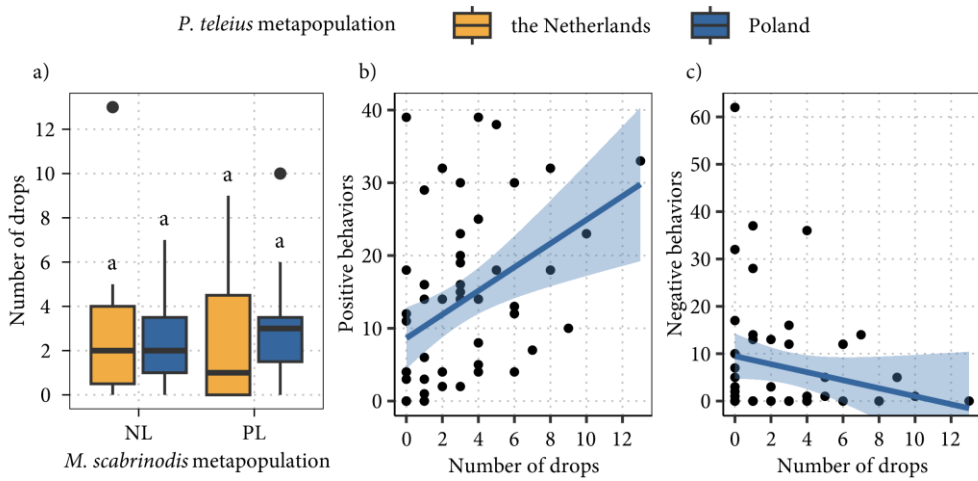 P. teleius metapopulation the Netherlands Poland
a)
Number of drops
12
10
8
6
4
2
0
a a a a
NL PL
M. scabrinodis metapopulation
b)
Positive behaviors
40
30
20
10
0
0 2 4 6 8 10 12
Number of drops
c)
Negative behaviors
60
50
40
30
20
10
0
0 2 4 6 8 10 12
Number of drops